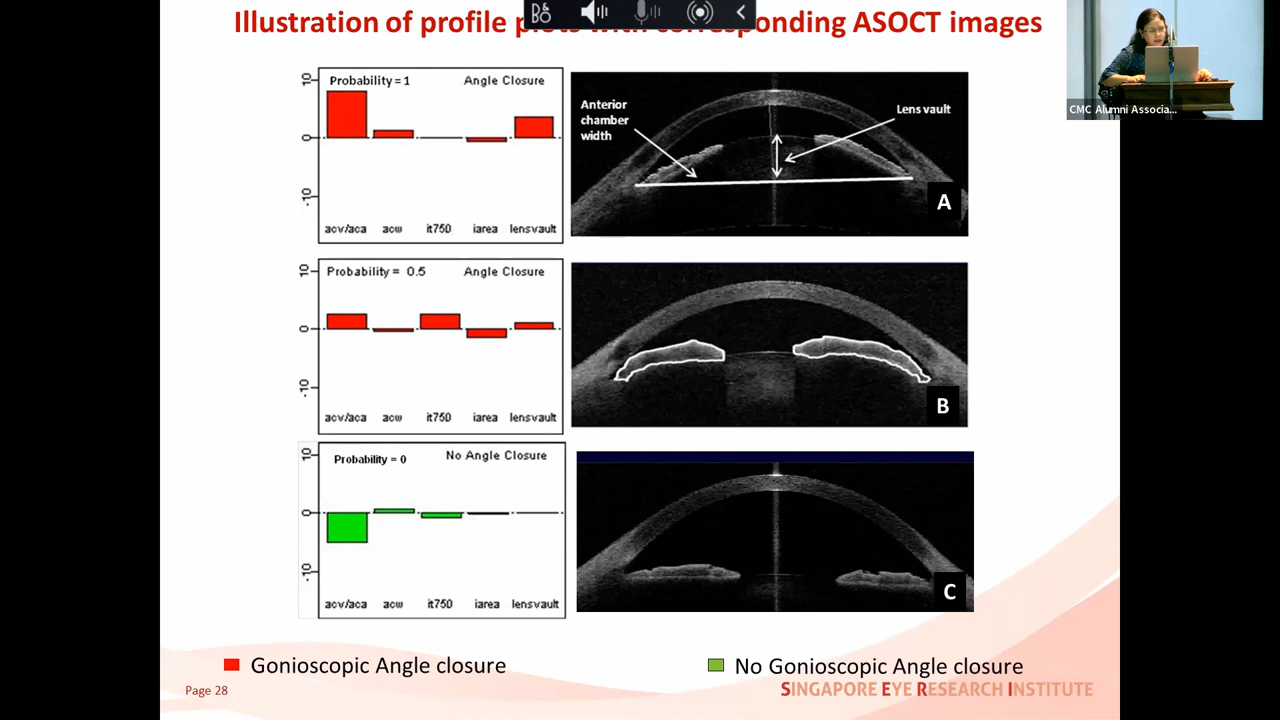 Illustration of profile plots with corresponding ASOCT images
B&O
CMC Alumni Associa...
10
0
-10
Probability = 1
Angle Closure
acv/aca acw it750 iarea lensvault
Anterior
chamber
width
Lens vault
A
10
0
-10
Probability = 0.5
Angle Closure
acv/aca acw it750 iarea lensvault
B
10
0
-10
Probability = 0
No Angle Closure
acv/aca acw it750 iarea lensvault
C
Gonioscopic Angle closure
No Gonioscopic Angle closure
Page 28
SINGAPORE EYE RESEARCH INSTITUTE